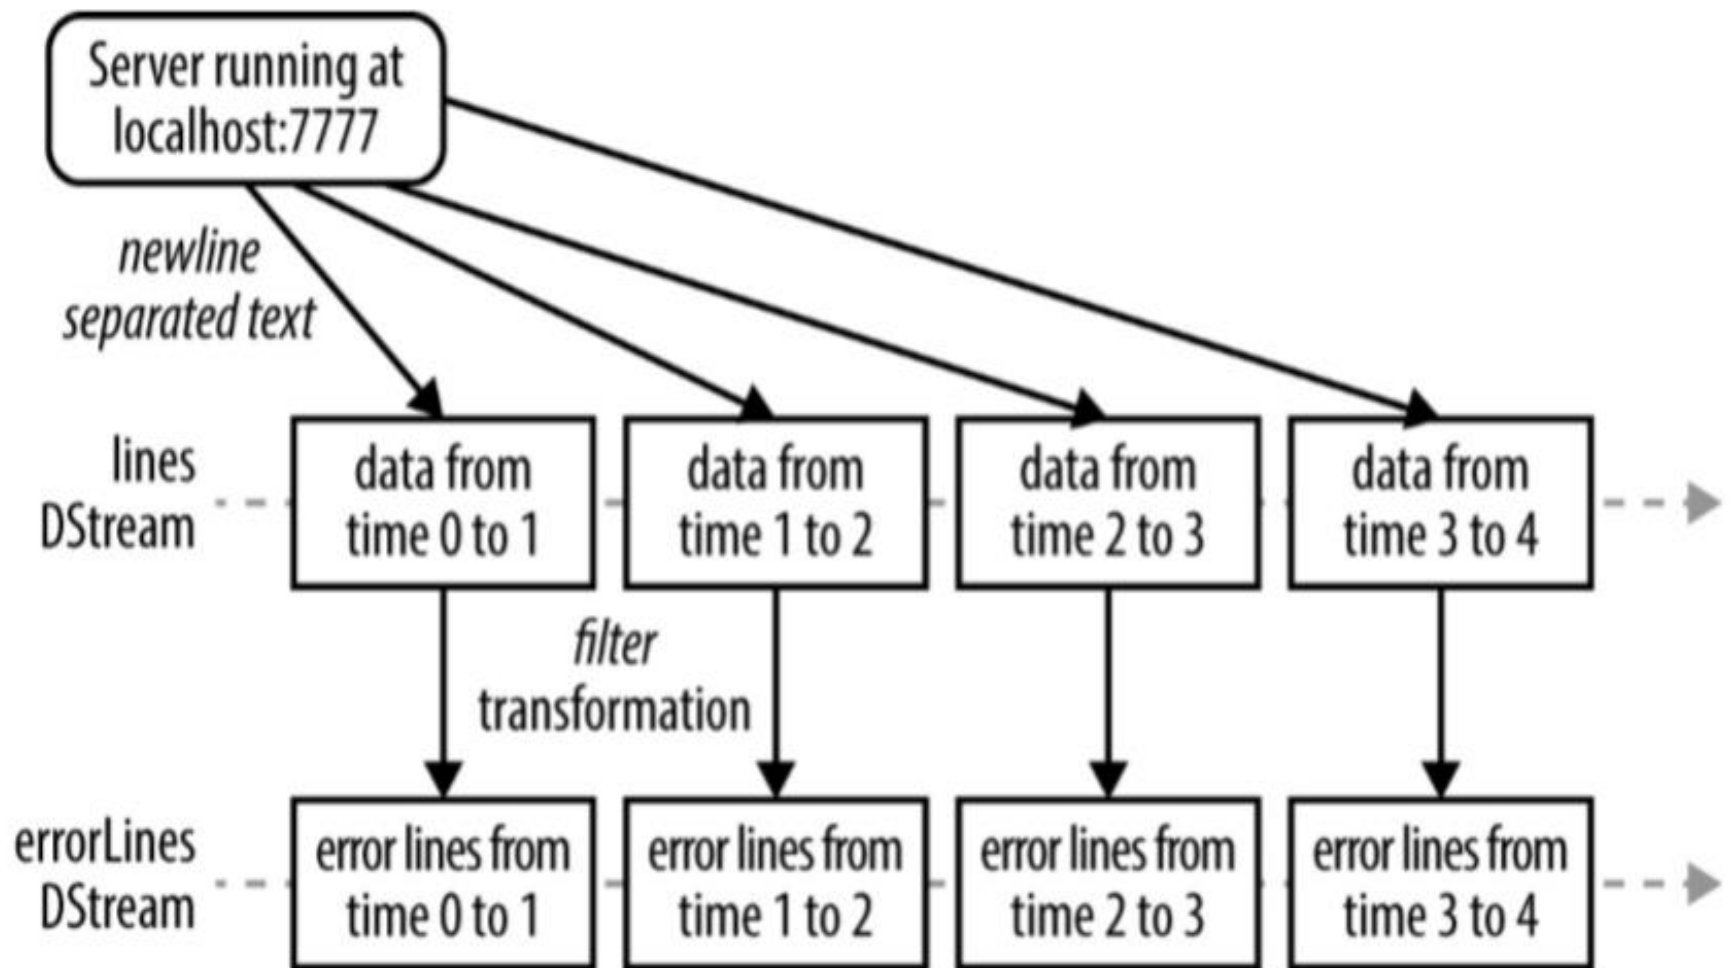 Server running at
localhost:7777
newline
separated text
lines
DStream
data from
time 0 to 1
data from
time 1 to 2
data from
time 2 to 3
data from
time 3 to 4
filter
transformation
errorLines
DStream
error lines from
time 0 to 1
error lines from
time 1 to 2
error lines from
time 2 to 3
error lines from
time 3 to 4